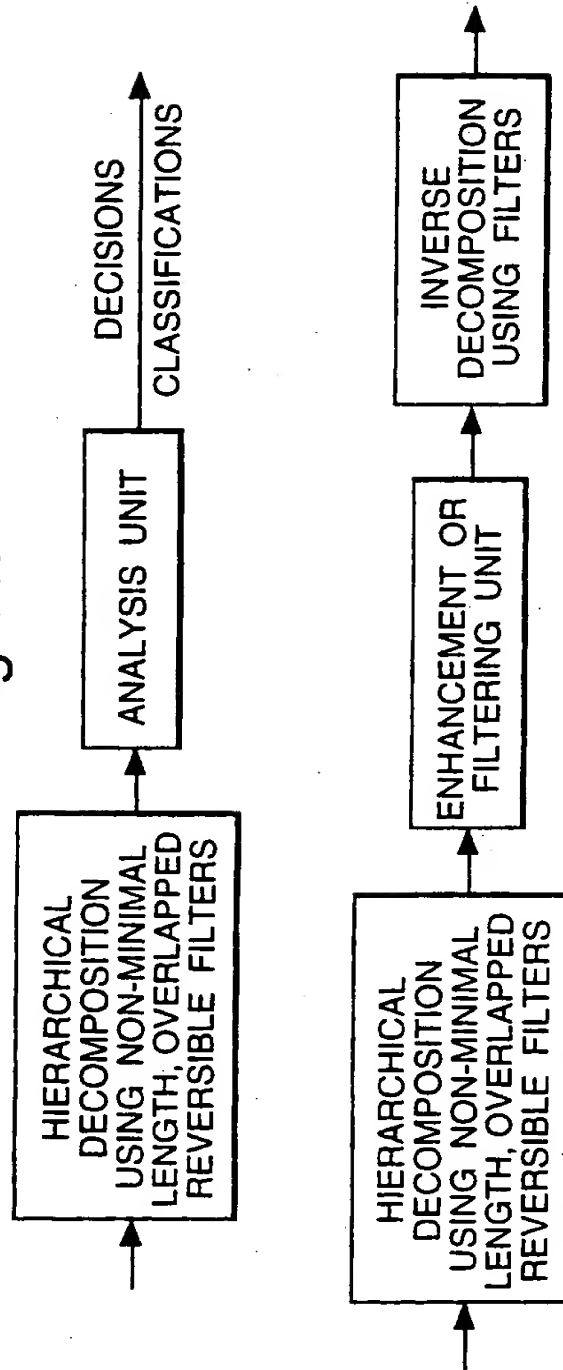 HIERARCHICAL
DECOMPOSITION
USING NON-MINIMAL
LENGTH, OVERLAPPED
REVERSIBLE FILTERS
ANALYSIS UNIT
DECISIONS
CLASSIFICATIONS
HIERARCHICAL
DECOMPOSITION
USING NON-MINIMAL
LENGTH, OVERLAPPED
REVERSIBLE FILTERS
ENHANCEMENT OR
FILTERING UNIT
INVERSE
DECOMPOSITION
USING FILTERS